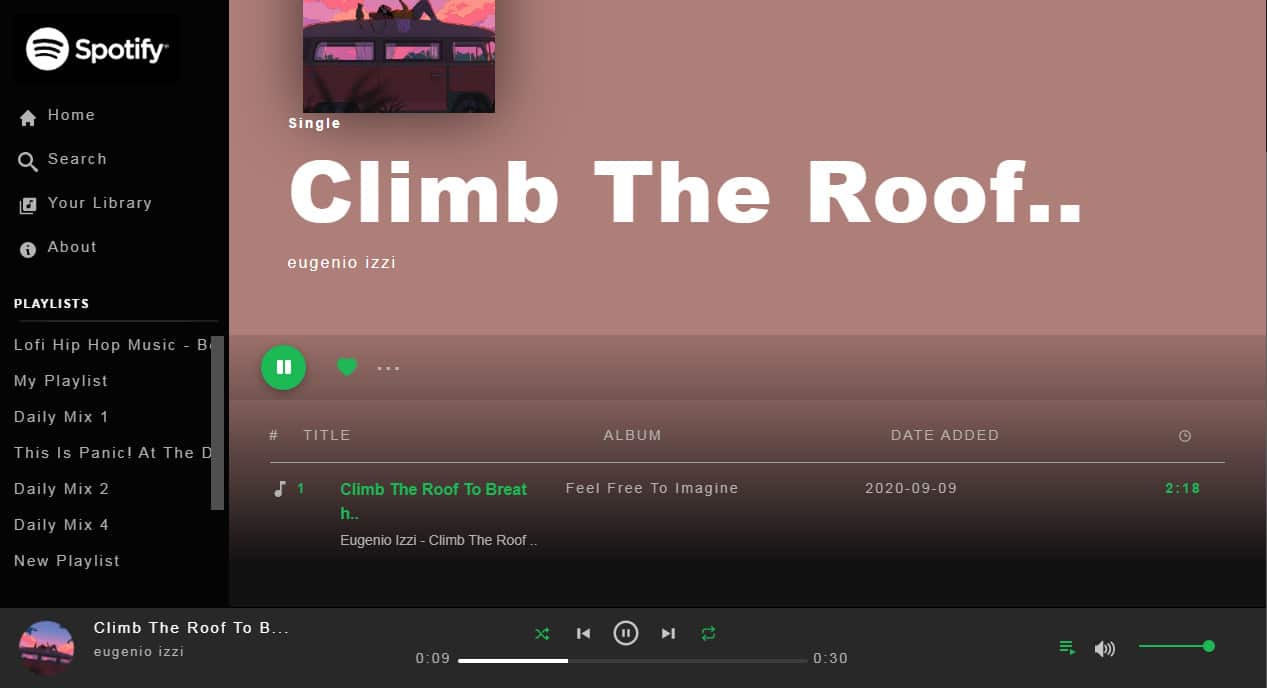 Spotify
Home
Search
Your Library
About
PLAYLISTS
Lofi Hip Hop Music - Be
My Playlist
Daily Mix 1
This Is Panic! At The D
Daily Mix 2
Daily Mix 4
New Playlist
Single
Climb The Roof..
eugenio izzi
...
# TITLE ALBUM DATE ADDED
1 Climb The Roof To Breat Feel Free To Imagine 2020-09-09 2:18
h..
Eugenio Izzi - Climb The Roof ..
Climb The Roof To B...
eugenio izzi
0:09 0:30